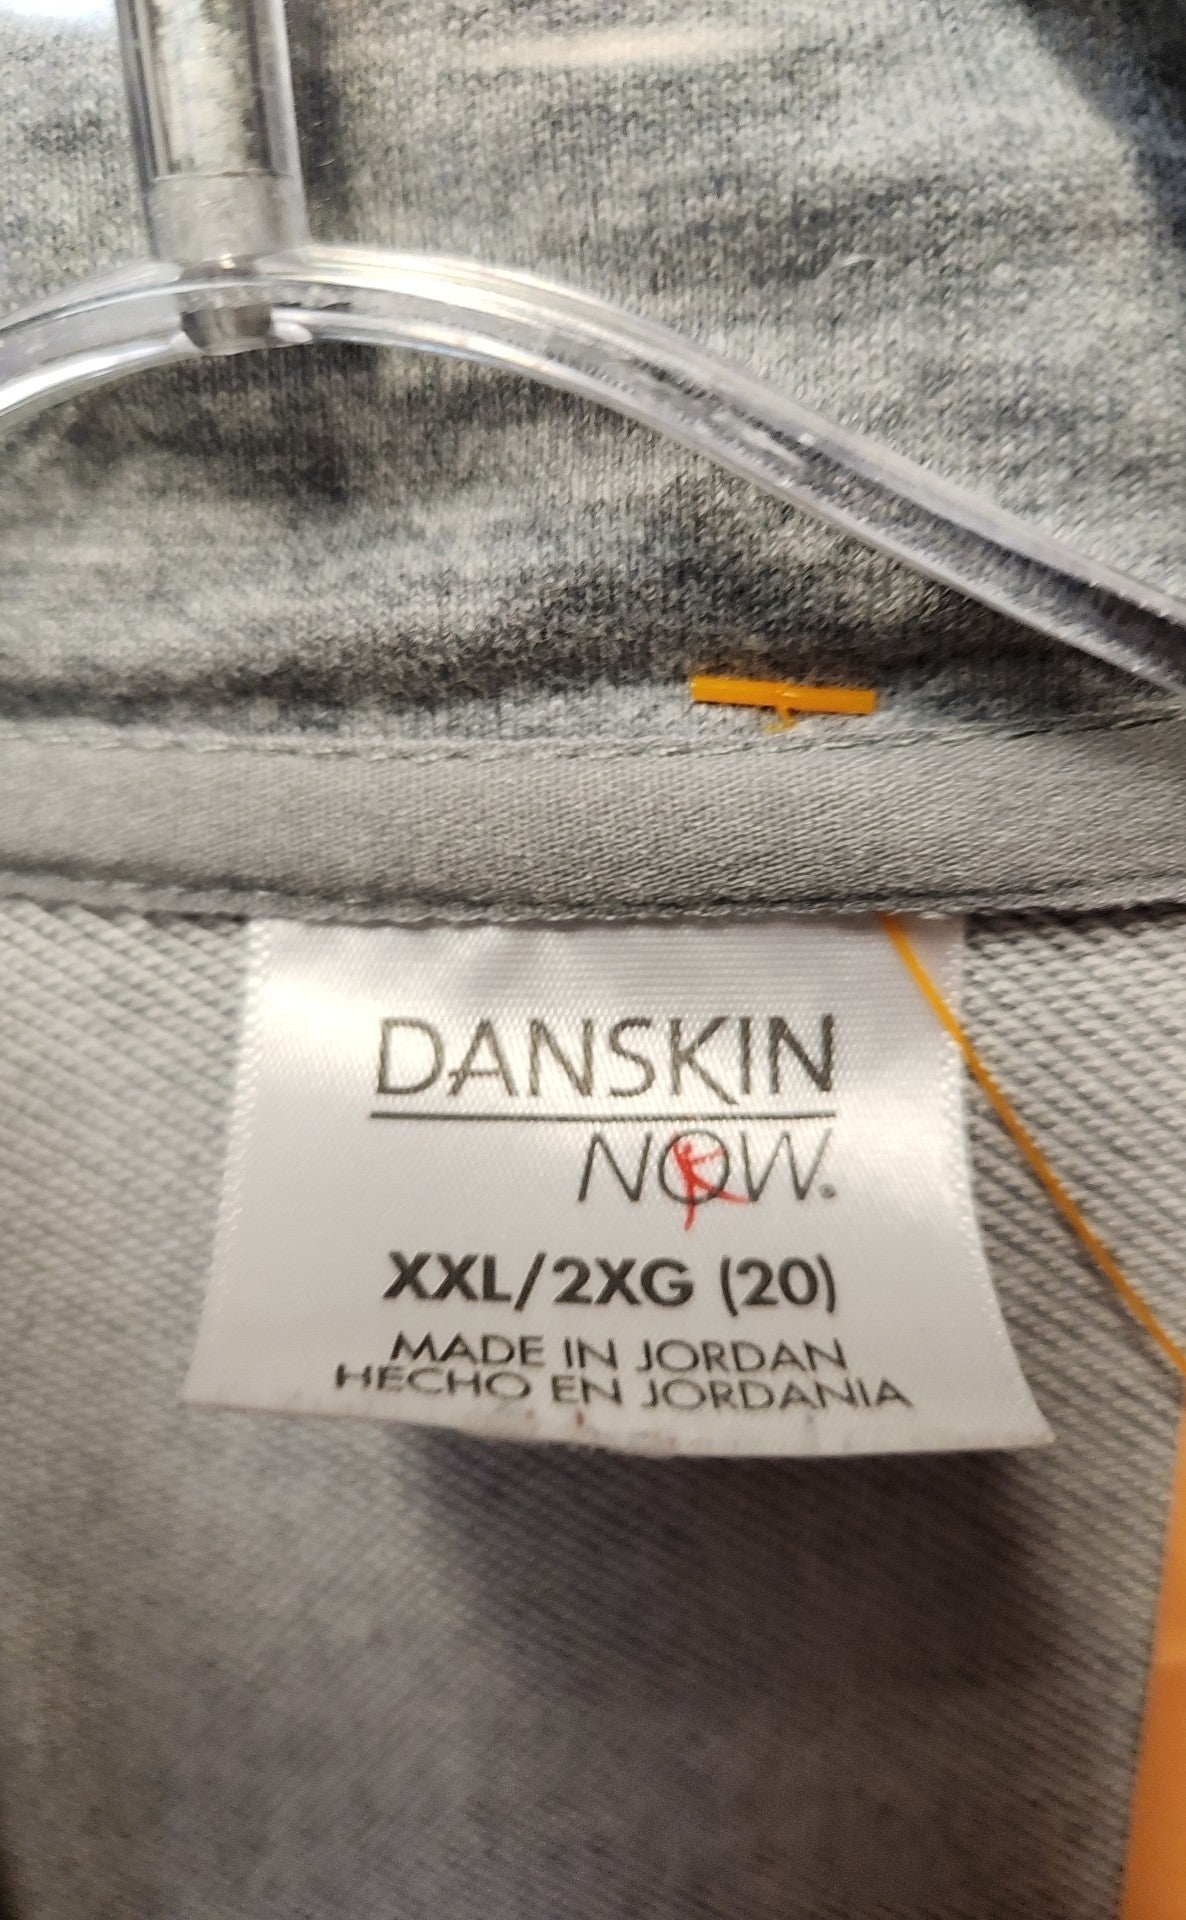 DANSKIN
NOW.
XXL/2XG (20)
MADE IN JORDAN
HECHO EN JORDANIA